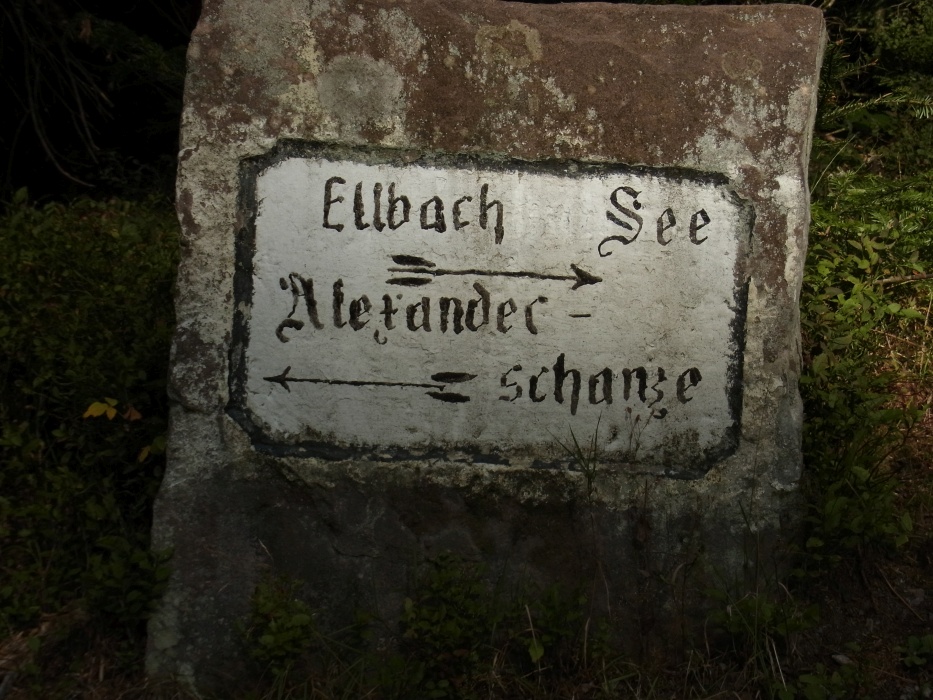 Ellbach See
Alexander-
schanze